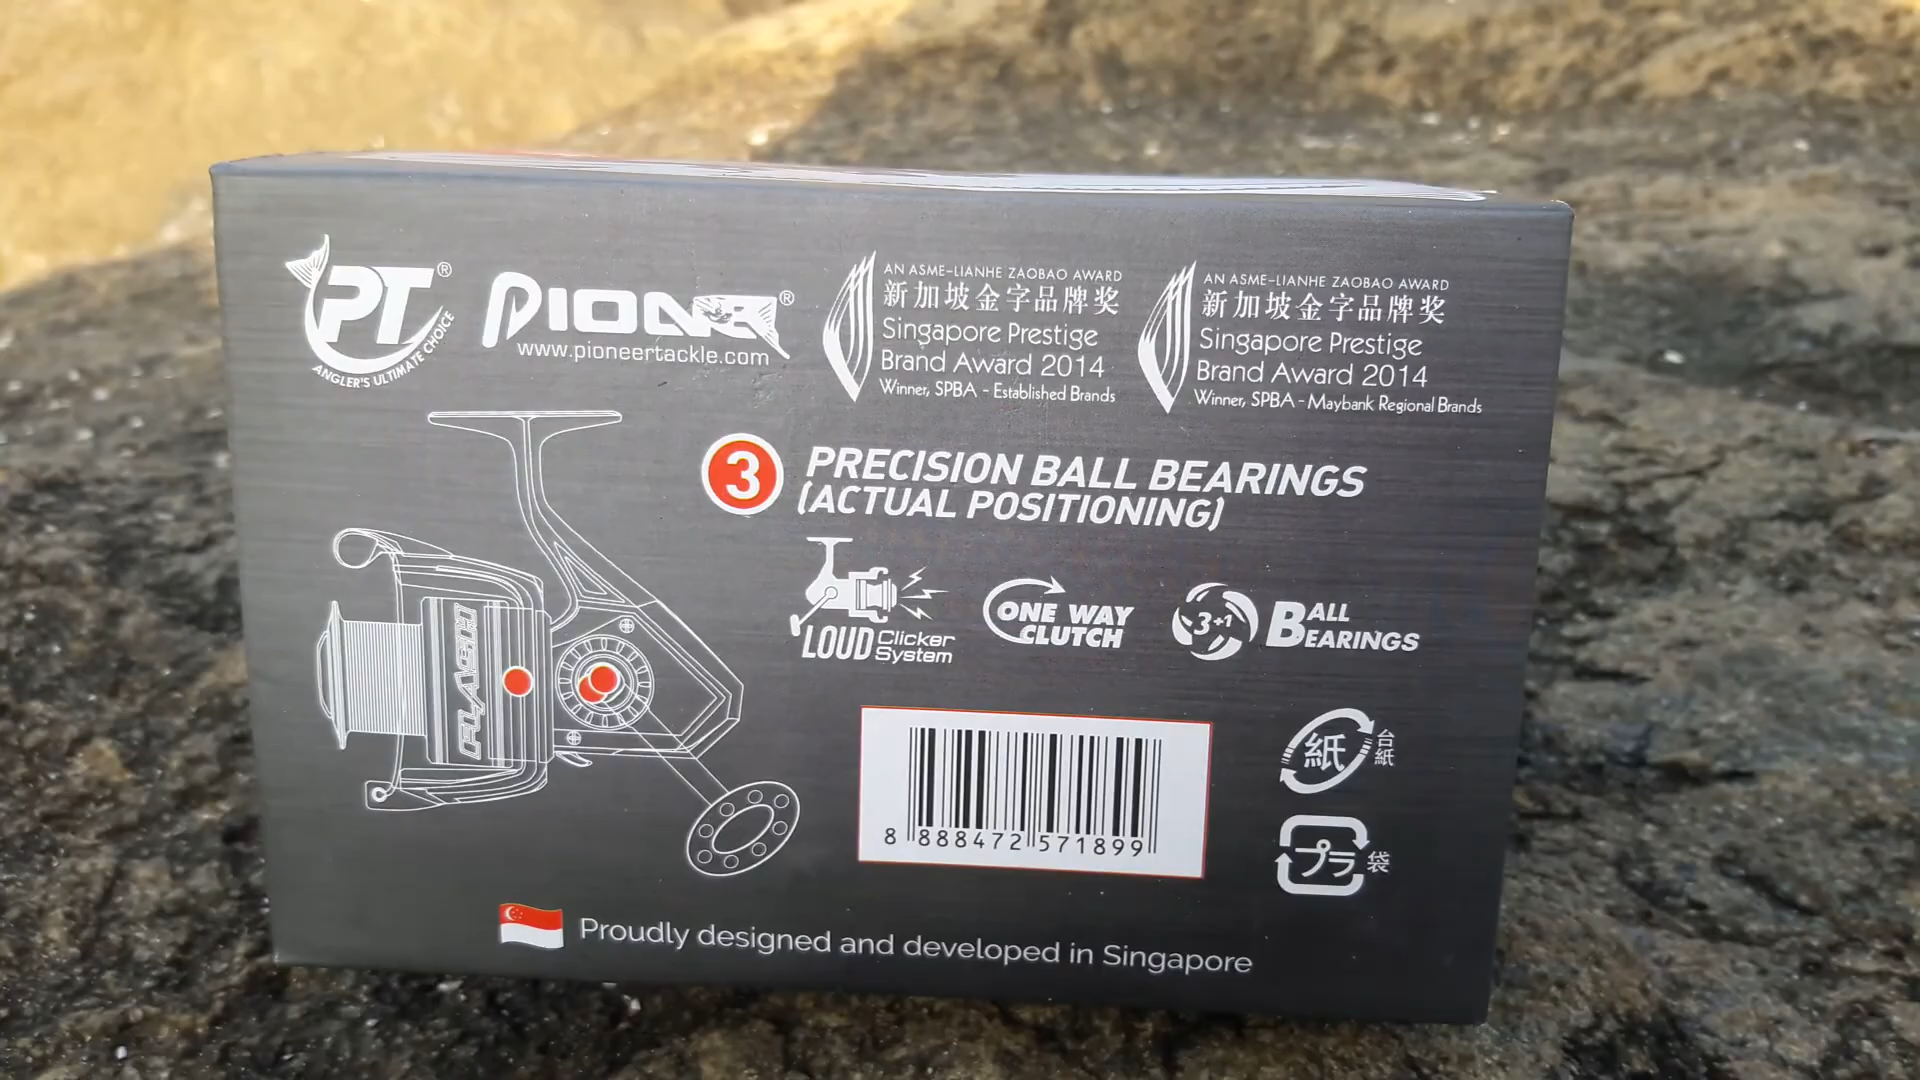 PT®
ANGLER'S ULTIMATE CHOICE
PIONEER®
www.pioneertackle.com
AN ASME-LIANHE ZAOBAO AWARD
新加坡金字品牌奖
Singapore Prestige
Brand Award 2014
Winner, SPBA - Established Brands
AN ASME-LIANHE ZAOBAO AWARD
新加坡金字品牌奖
Singapore Prestige
Brand Award 2014
Winner, SPBA - Maybank Regional Brands
3 PRECISION BALL BEARINGS
(ACTUAL POSITIONING)
LOUD Clicker
System
ONE WAY
CLUTCH
3+1 BALL
BEARINGS
FLASH
8 888472 571899
紙 台紙
プラ 袋
Proudly designed and developed in Singapore